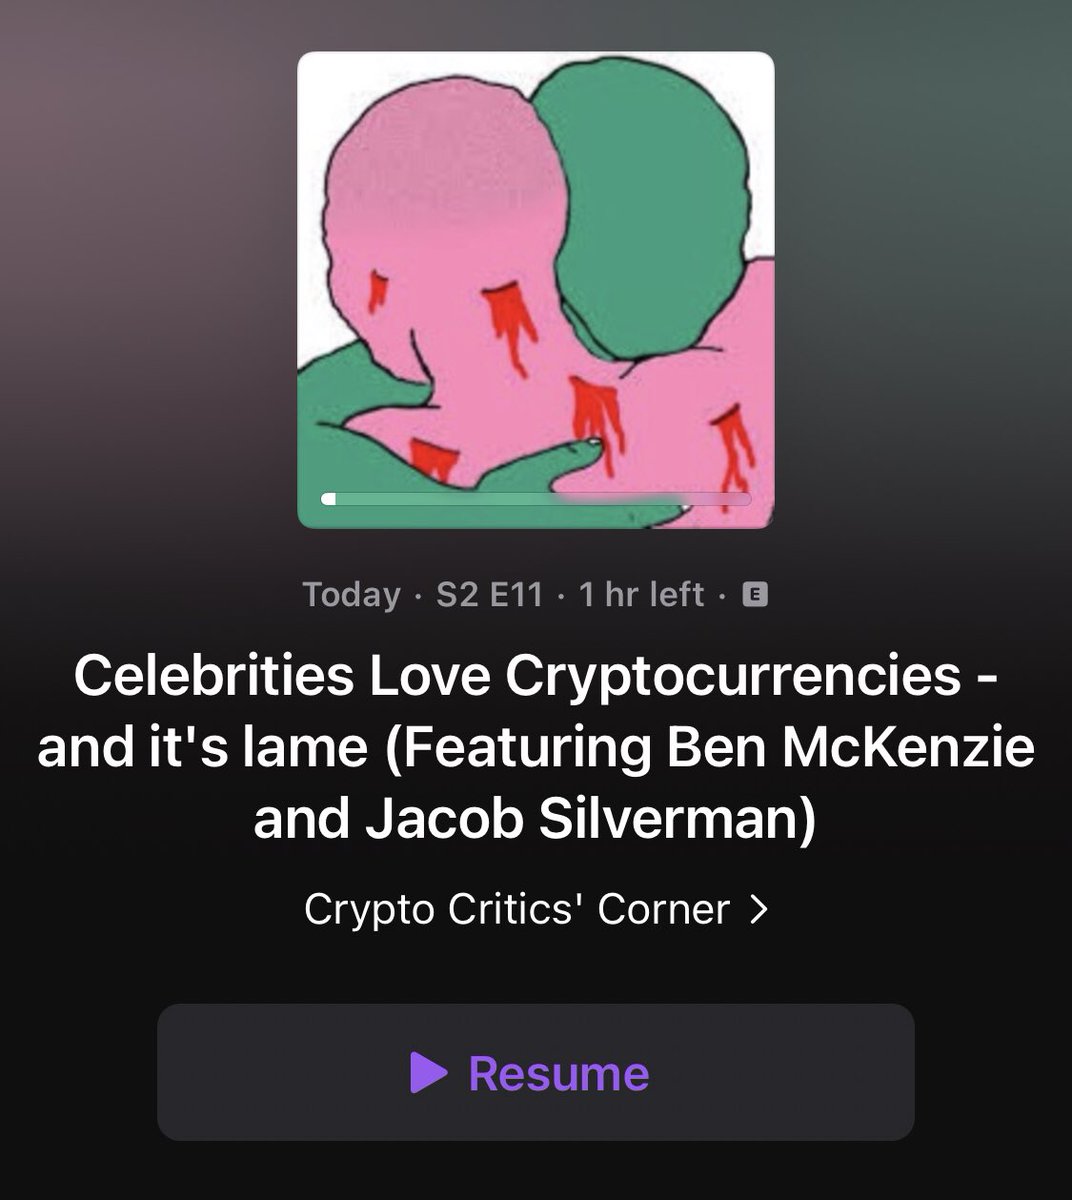 Today · S2 E11 · 1 hr left · E
Celebrities Love Cryptocurrencies -
and it's lame (Featuring Ben McKenzie
and Jacob Silverman)
Crypto Critics' Corner >
Resume